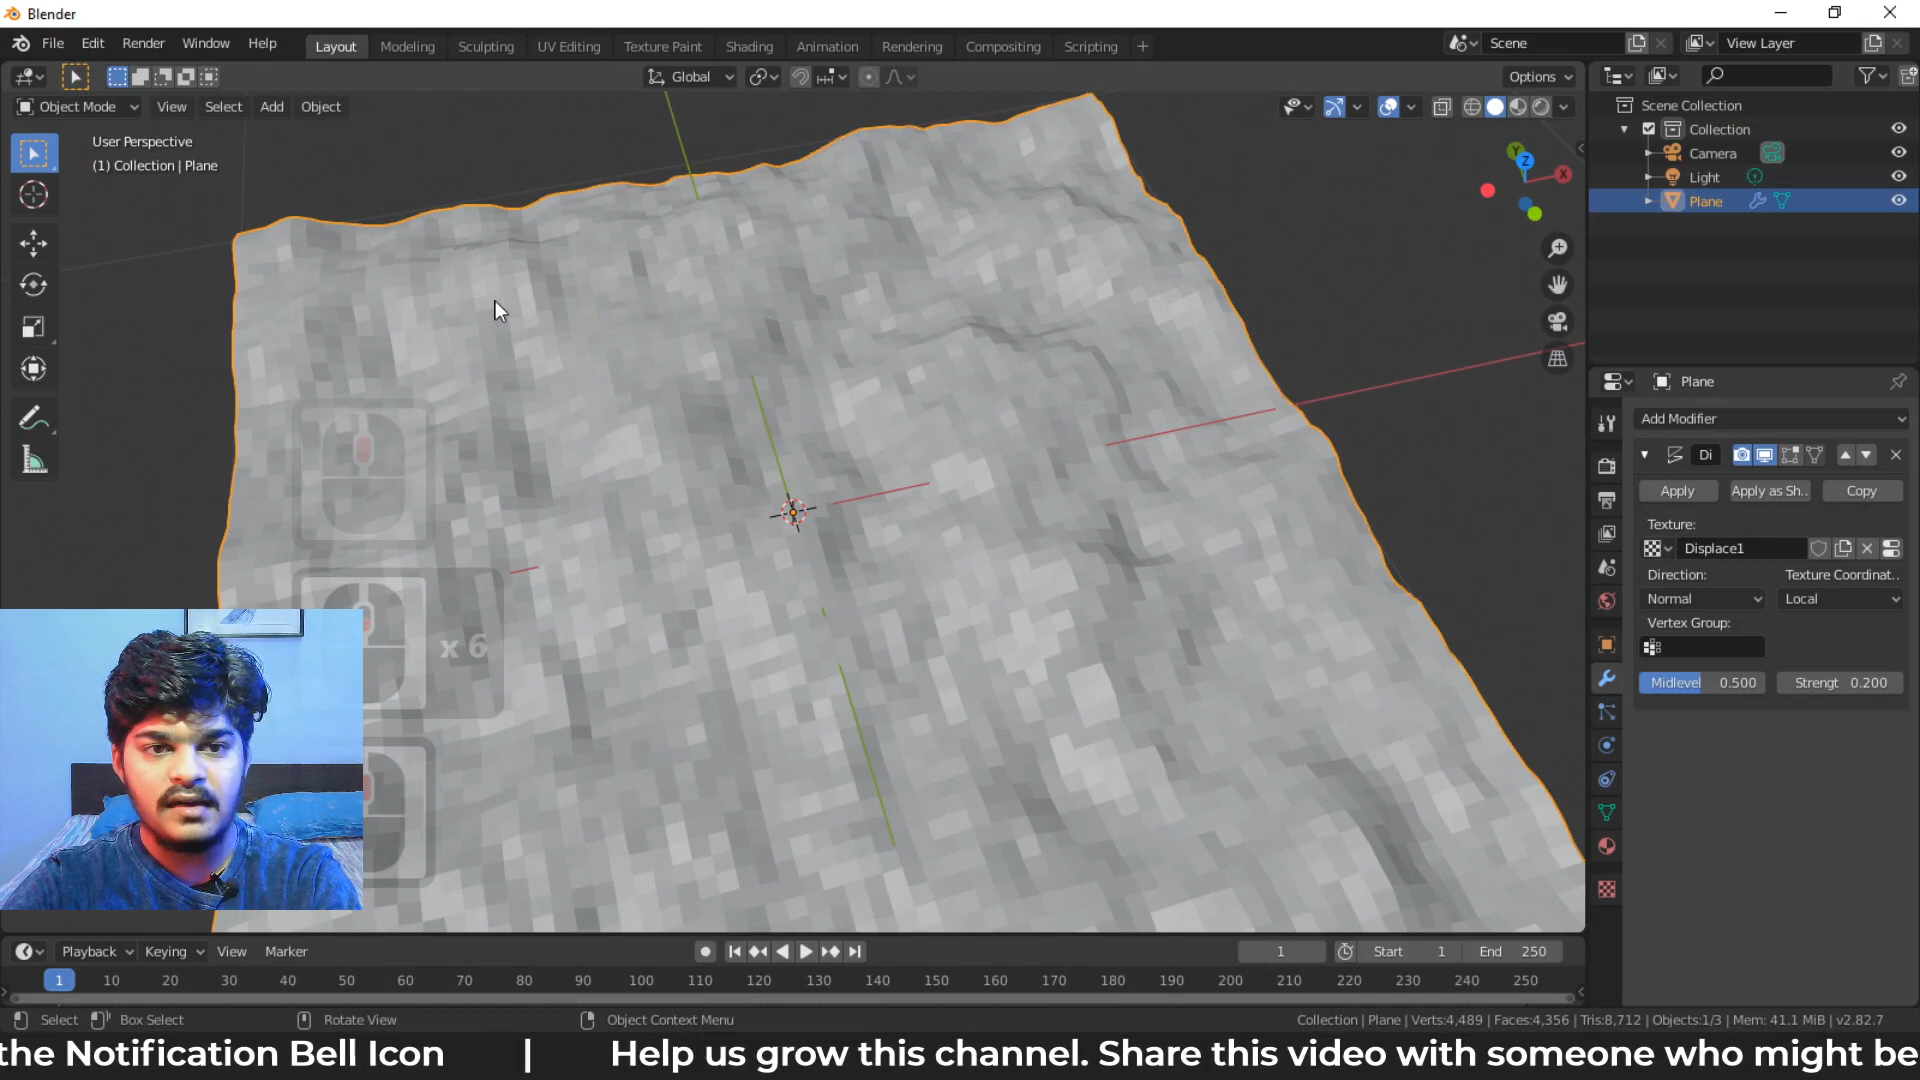 Blender
File Edit Render Window Help Layout Modeling Sculpting UV Editing Texture Paint Shading Animation Rendering Compositing Scripting + Scene View Layer
Global Options
Object Mode View Select Add Object
User Perspective
(1) Collection | Plane
Y
Z
X
Scene Collection
Collection
Camera
Light
Plane
Plane
Add Modifier
Di
Apply Apply as Sh.. Copy
Texture:
Displace1
Direction: Texture Coordinat..
Normal Local
Vertex Group:
Midlevel 0.500 Strengt 0.200
x 6
Playback Keying View Marker 1 Start 1 End 250
1 10 20 30 40 50 60 70 80 90 100 110 120 130 140 150 160 170 180 190 200 210 220 230 240 250
Select Box Select Rotate View Object Context Menu Collection | Plane | Verts:4,489 | Faces:4,356 | Tris:8,712 | Objects:1/3 | Mem: 41.1 MiB | v2.82.7
the Notification Bell Icon | Help us grow this channel. Share this video with someone who might be